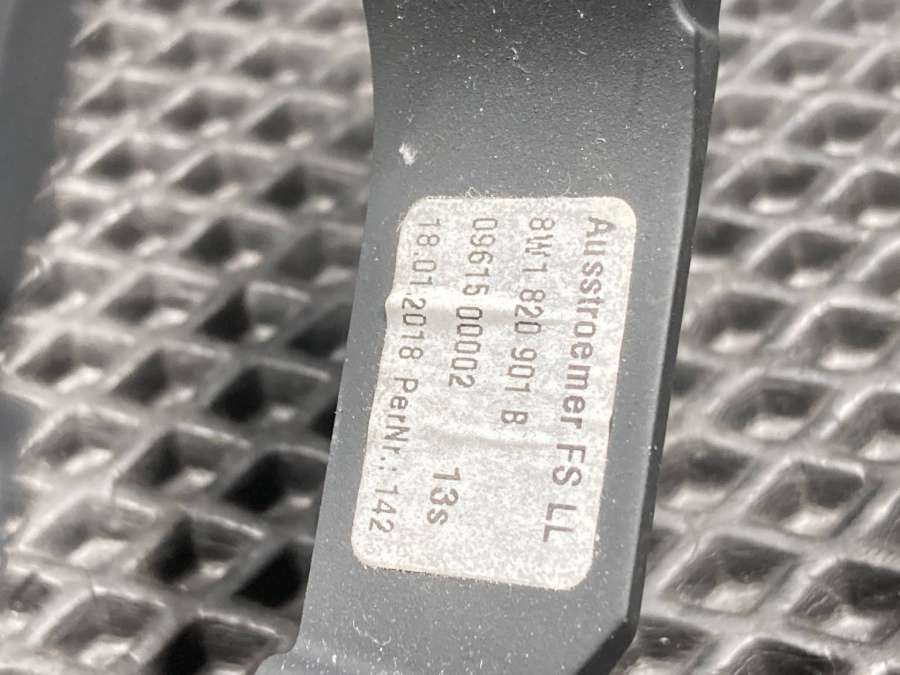 Ausstroemer FS LL
8W1 820 901 B
09615 00002 13s
18.01.2018 PerNr.: 142